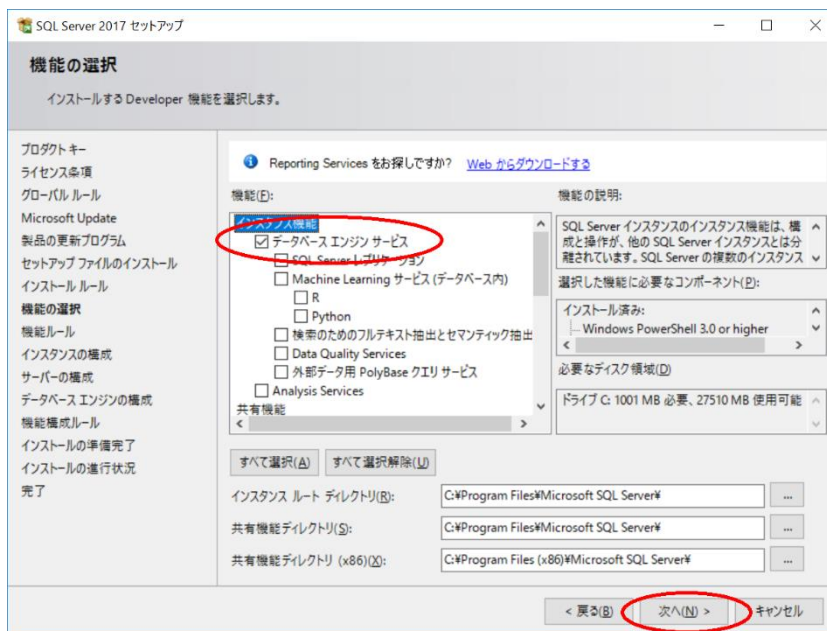 SQL Server 2017 セットアップ
機能の選択
インストールする Developer 機能を選択します。
プロダクト キー
ライセンス条項
グローバル ルール
Microsoft Update
製品の更新プログラム
セットアップ ファイルのインストール
インストール ルール
機能の選択
機能ルール
インスタンスの構成
サーバーの構成
データベース エンジンの構成
機能構成ルール
インストールの準備完了
インストールの進行状況
完了
Reporting Services をお探しですか? Web からダウンロードする
機能(F):
インスタンス機能
データベース エンジン サービス
SQL Server レプリケーション
Machine Learning サービス (データベース内)
R
Python
検索のためのフルテキスト抽出とセマンティック抽出
Data Quality Services
外部データ用 PolyBase クエリ サービス
Analysis Services
共有機能
機能の説明:
SQL Server インスタンスのインスタンス機能は、構
成と操作が、他の SQL Server インスタンスとは分
離されています。SQL Server の複数のインスタンス
選択した機能に必要なコンポーネント(P):
インストール済み:
Windows PowerShell 3.0 or higher
必要なディスク領域(D)
ドライブ C: 1001 MB 必要、27510 MB 使用可能
すべて選択(A) すべて選択解除(U)
インスタンス ルート ディレクトリ(R): C:¥Program Files¥Microsoft SQL Server¥ ...
共有機能ディレクトリ(S): C:¥Program Files¥Microsoft SQL Server¥ ...
共有機能ディレクトリ (x86)(X): C:¥Program Files (x86)¥Microsoft SQL Server¥ ...
< 戻る(B) 次へ(N) > キャンセル